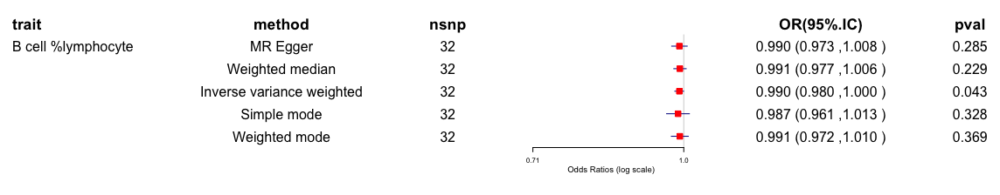 trait method nsnp OR(95%.IC) pval
B cell %lymphocyte MR Egger 32 0.990 (0.973 ,1.008 ) 0.285
Weighted median 32 0.991 (0.977 ,1.006 ) 0.229
Inverse variance weighted 32 0.990 (0.980 ,1.000 ) 0.043
Simple mode 32 0.987 (0.961 ,1.013 ) 0.328
Weighted mode 32 0.991 (0.972 ,1.010 ) 0.369
0.71 1.0
Odds Ratios (log scale)